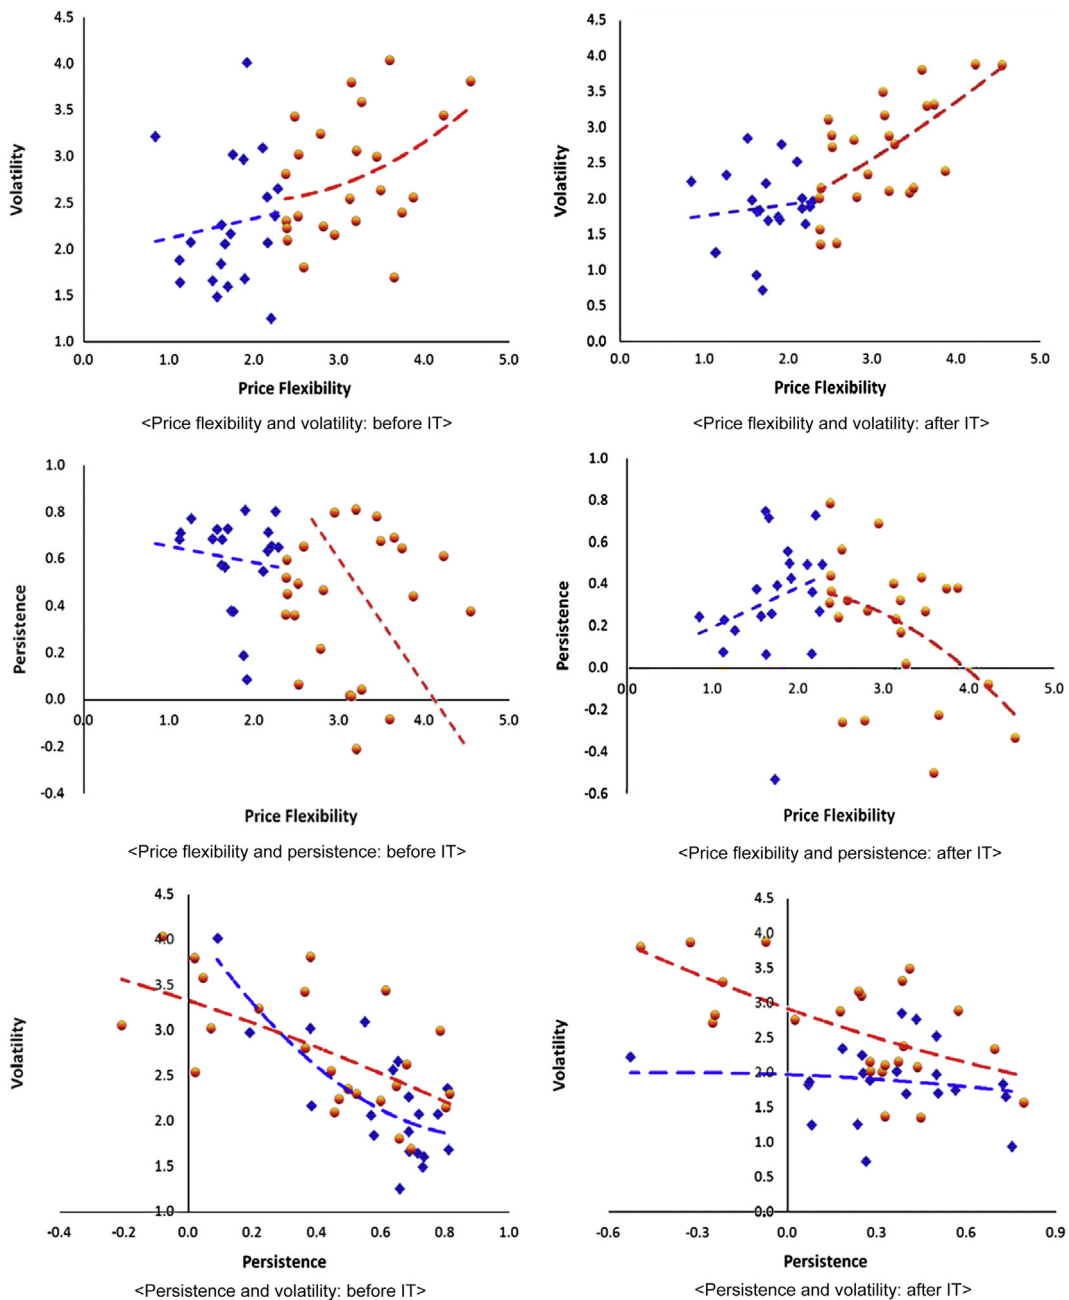 4.5
4.0
3.5
3.0
2.5
2.0
1.5
1.0
Volatility
0.0 1.0 2.0 3.0 4.0 5.0
Price Flexibility
<Price flexibility and volatility: before IT>
4.5
4.0
3.5
3.0
2.5
2.0
1.5
1.0
0.5
0.0
Volatility
0.0 1.0 2.0 3.0 4.0 5.0
Price Flexibility
<Price flexibility and volatility: after IT>
1.0
0.8
0.6
0.4
0.2
0.0
-0.2
-0.4
Persistence
0.0 1.0 2.0 3.0 4.0 5.0
Price Flexibility
<Price flexibility and persistence: before IT>
1.0
0.8
0.6
0.4
0.2
0.0
-0.2
-0.4
-0.6
Persistence
0.0 1.0 2.0 3.0 4.0 5.0
Price Flexibility
<Price flexibility and persistence: after IT>
4.5
4.0
3.5
3.0
2.5
2.0
1.5
1.0
Volatility
-0.4 -0.2 0.0 0.2 0.4 0.6 0.8 1.0
Persistence
<Persistence and volatility: before IT>
4.5
4.0
3.5
3.0
2.5
2.0
1.5
1.0
0.5
0.0
Volatility
-0.6 -0.3 0.0 0.3 0.6 0.9
Persistence
<Persistence and volatility: after IT>